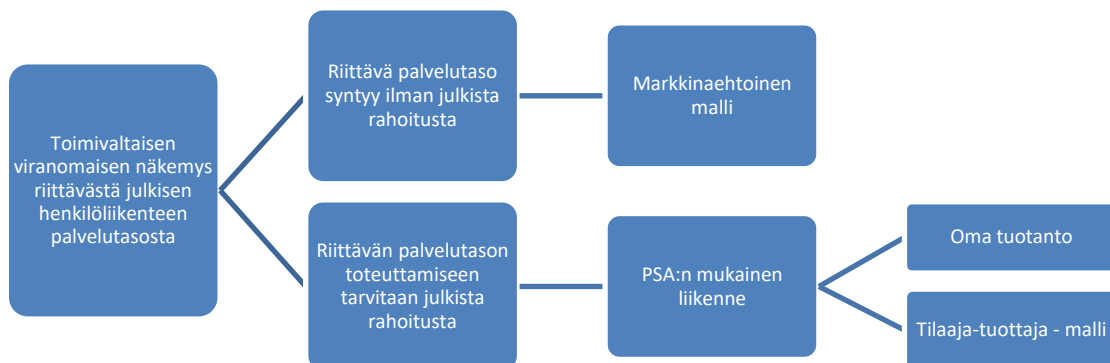 Toimivaltaisen
viranomaisen näkemys
riittävästä julkisen
henkilöliikenteen
palvelutasosta
Riittävä palvelutaso
syntyy ilman julkista
rahoitusta
Markkinaehtoinen
malli
Riittävän palvelutason
toteuttamiseen
tarvitaan julkista
rahoitusta
PSA:n mukainen
liikenne
Oma tuotanto
Tilaaja-tuottaja - malli